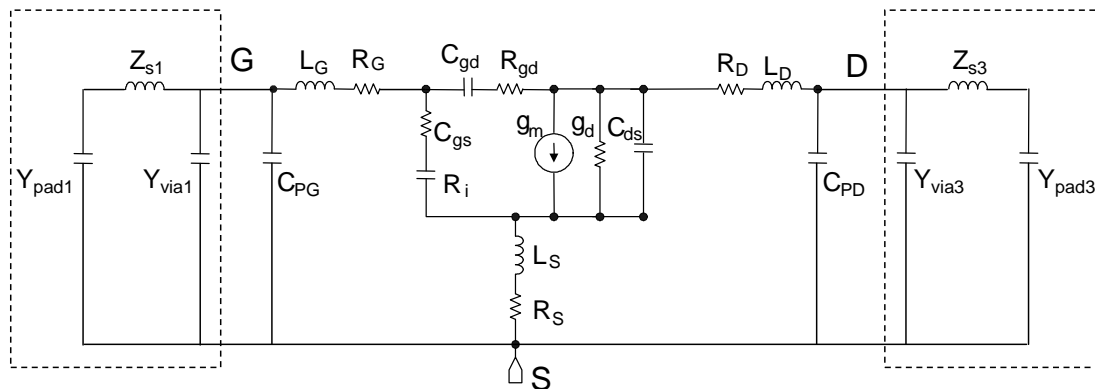 Z_s1
G
L_G
R_G
C_gd
R_gd
R_D
L_D
D
Z_s3
C_gs
g_m
g_d
C_ds
Y_pad1
Y_via1
C_PG
R_i
C_PD
Y_via3
Y_pad3
L_S
R_S
S